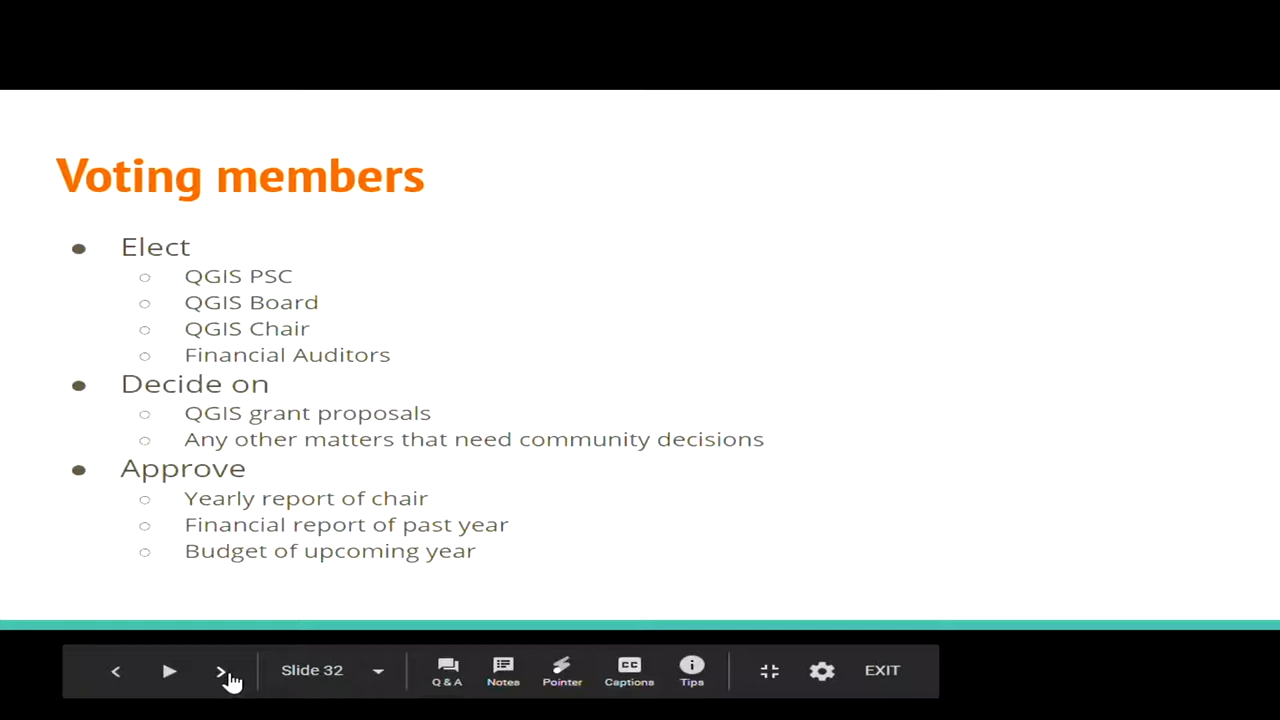 Voting members
● Elect
○ QGIS PSC
○ QGIS Board
○ QGIS Chair
○ Financial Auditors
● Decide on
○ QGIS grant proposals
○ Any other matters that need community decisions
● Approve
○ Yearly report of chair
○ Financial report of past year
○ Budget of upcoming year
Slide 32
Q & A
Notes
Pointer
CC
Captions
Tips
EXIT